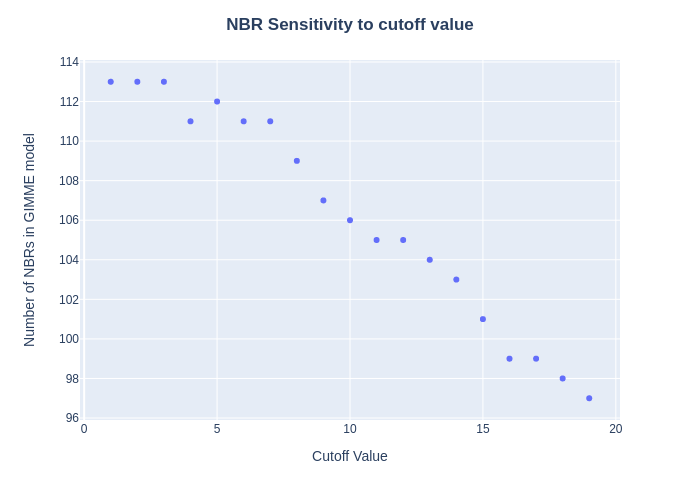 NBR Sensitivity to cutoff value
Number of NBRs in GIMME model
114
112
110
108
106
104
102
100
98
96
0 5 10 15 20
Cutoff Value